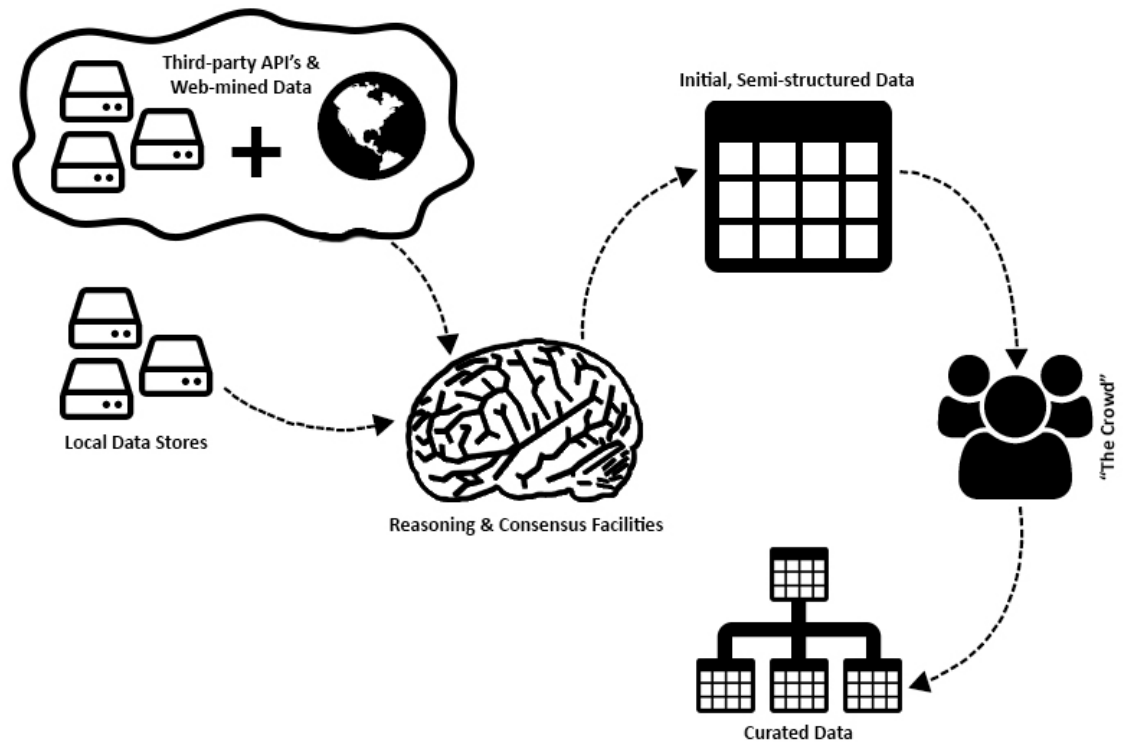 Third-party API's &
Web-mined Data
Initial, Semi-structured Data
Local Data Stores
"The Crowd"
Reasoning & Consensus Facilities
Curated Data